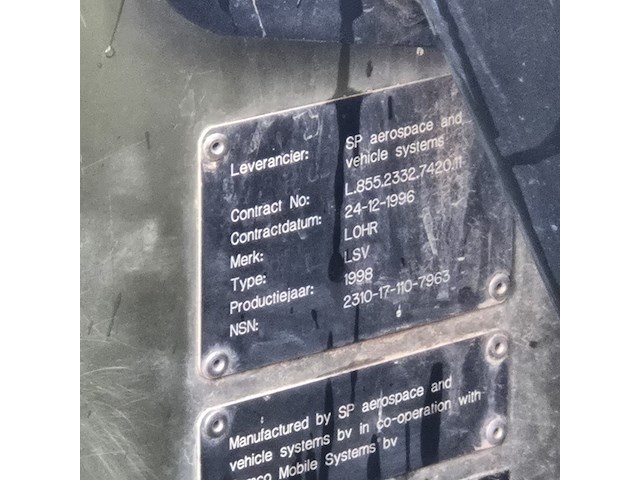 Leverancier: SP aerospace and
vehicle systems
Contract No: L.855.2332.7420.11
Contractdatum: 24-12-1996
Merk: LOHR
Type: LSV
Productiejaar: 1998
NSN: 2310-17-110-7963
Manufactured by SP aerospace and
vehicle systems bv in co-operation with
Mobile Systems bv